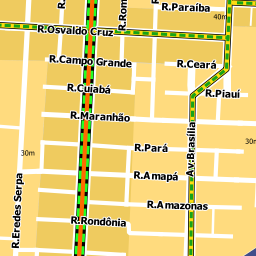 R.Paraíba
40m
R.
R.Rom
R.Osvaldo Cruz
R.Campo Grande
R.Ceará
R.Cuiabá
R.Piauí
R.Maranhão
Av.Brasília
30m
30m
R.Pará
R.Amapá
R.Eredes Serpa
R.Amazonas
R.Rondônia